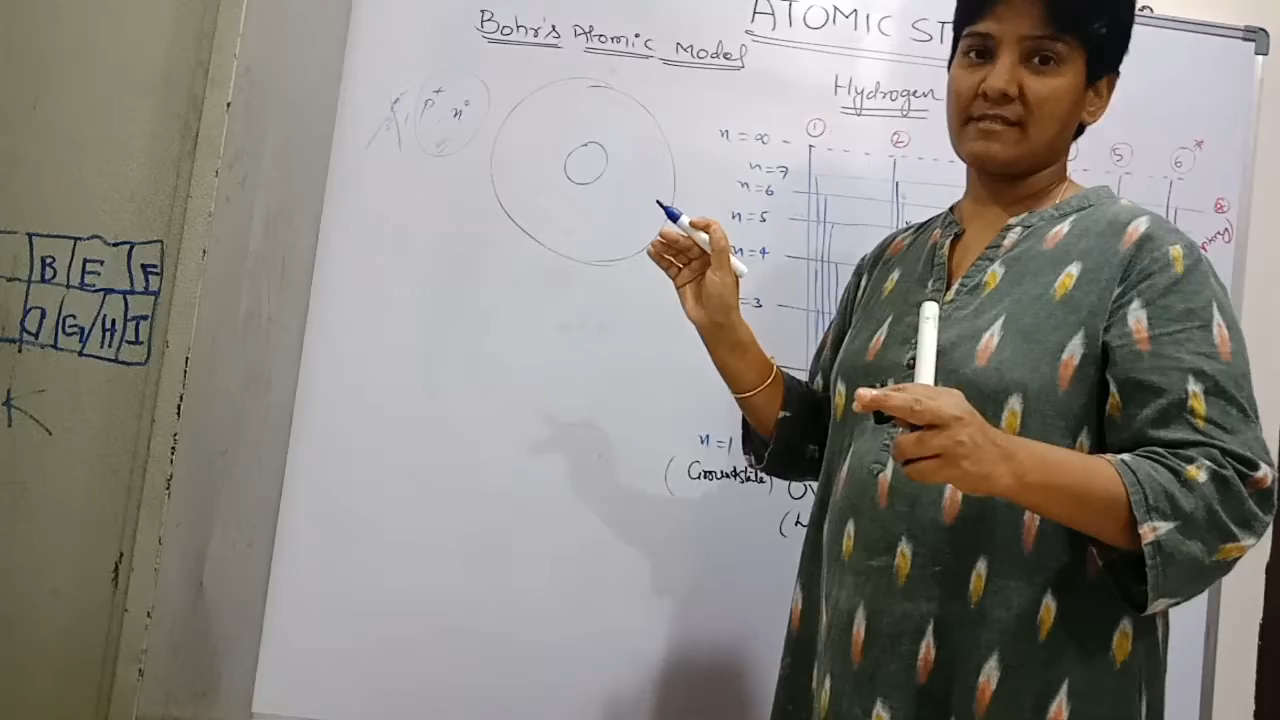 ATOMIC ST
Bohr's Atomic Model
Hydrogen
p+ n°
① ② ⑤ ⑥*
n = ∞
n=7
n=6
n=5
n=4
=3
n=1
(Groundstate)
B E F
G H I
K